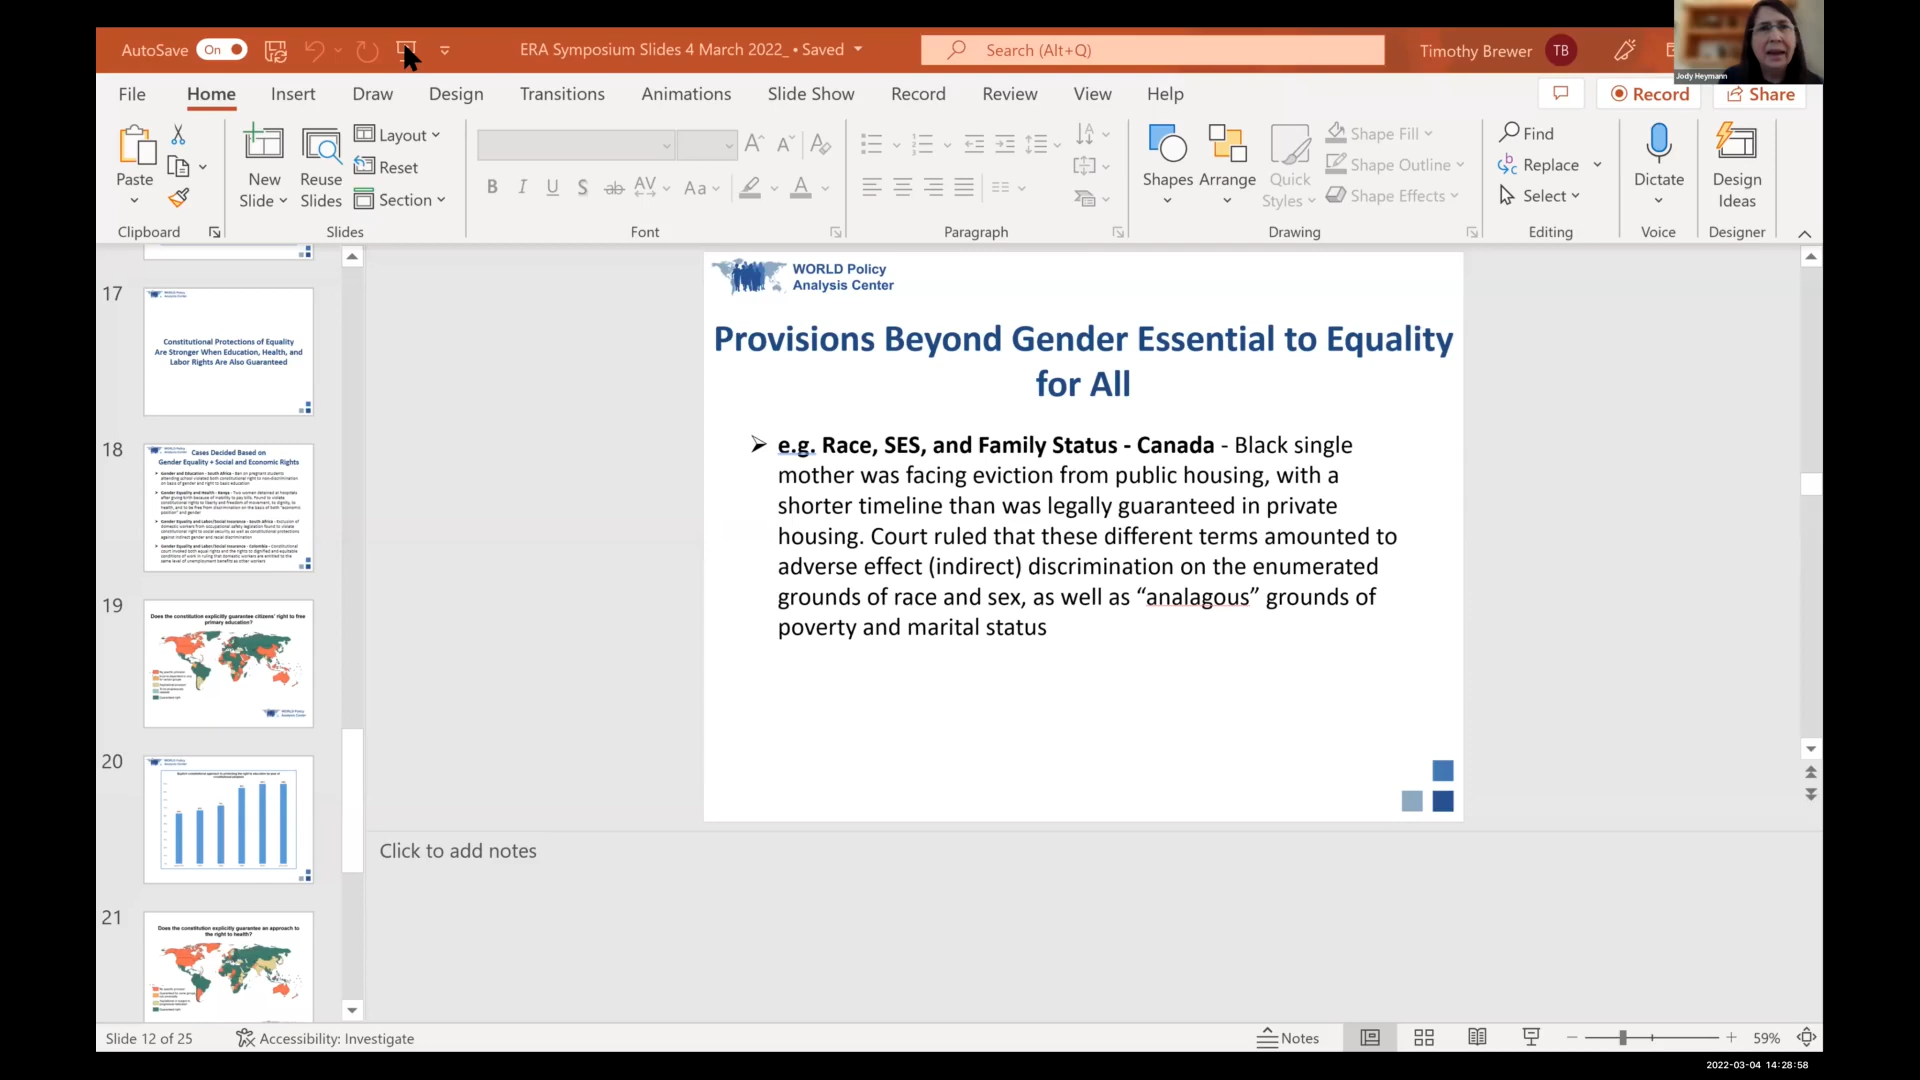 AutoSave On
ERA Symposium Slides 4 March 2022_ • Saved
Search (Alt+Q)
Timothy Brewer TB
Jody Heymann
File Home Insert Draw Design Transitions Animations Slide Show Record Review View Help
Record Share
Paste
New Slide
Reuse Slides
Layout
Reset
Section
B I U S ab AV Aa A
Shapes Arrange Quick Styles
Shape Fill
Shape Outline
Shape Effects
Find
Replace
Select
Dictate
Design Ideas
Clipboard Slides Font Paragraph Drawing Editing Voice Designer
17
Constitutional Protections of Equality
Are Stronger When Education, Health, and
Labor Rights Are Also Guaranteed
18
Cases Decided Based on
Gender Equality + Social and Economic Rights
19
Does the constitution explicitly guarantee citizens' right to free
primary education?
20
21
Does the constitution explicitly guarantee an approach to
the right to health?
WORLD Policy
Analysis Center
Provisions Beyond Gender Essential to Equality
for All
➢ e.g. Race, SES, and Family Status - Canada - Black single
mother was facing eviction from public housing, with a
shorter timeline than was legally guaranteed in private
housing. Court ruled that these different terms amounted to
adverse effect (indirect) discrimination on the enumerated
grounds of race and sex, as well as “analagous” grounds of
poverty and marital status
Click to add notes
Slide 12 of 25
Accessibility: Investigate
Notes
59%
2022-03-04 14:28:58